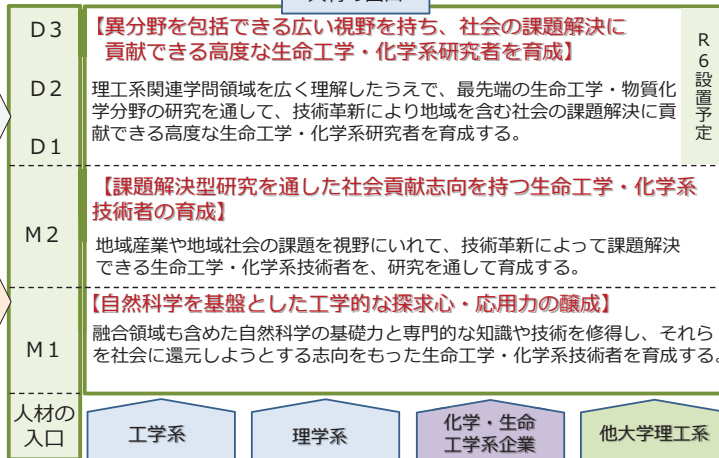 D3
【異分野を包括できる広い視野を持ち、社会の課題解決に
貢献できる高度な生命工学・化学系研究者を育成】
R6設置予定
D2
理工系関連学問領域を広く理解したうえで、最先端の生命工学・物質化
学分野の研究を通して、技術革新により地域を含む社会の課題解決に貢
献できる高度な生命工学・化学系研究者を育成する。
D1
【課題解決型研究を通した社会貢献志向を持つ生命工学・化学系
技術者の育成】
M2
地域産業や地域社会の課題を視野にいれて、技術革新によって課題解決
できる生命工学・化学系技術者を、研究を通して育成する。
【自然科学を基盤とした工学的な探求心・応用力の醸成】
M1
融合領域も含めた自然科学の基礎力と専門的な知識や技術を修得し、それら
を社会に還元しようとする志向をもった生命工学・化学系技術者を育成する。
人材の
入口
工学系
理学系
化学・生命
工学系企業
他大学理工系